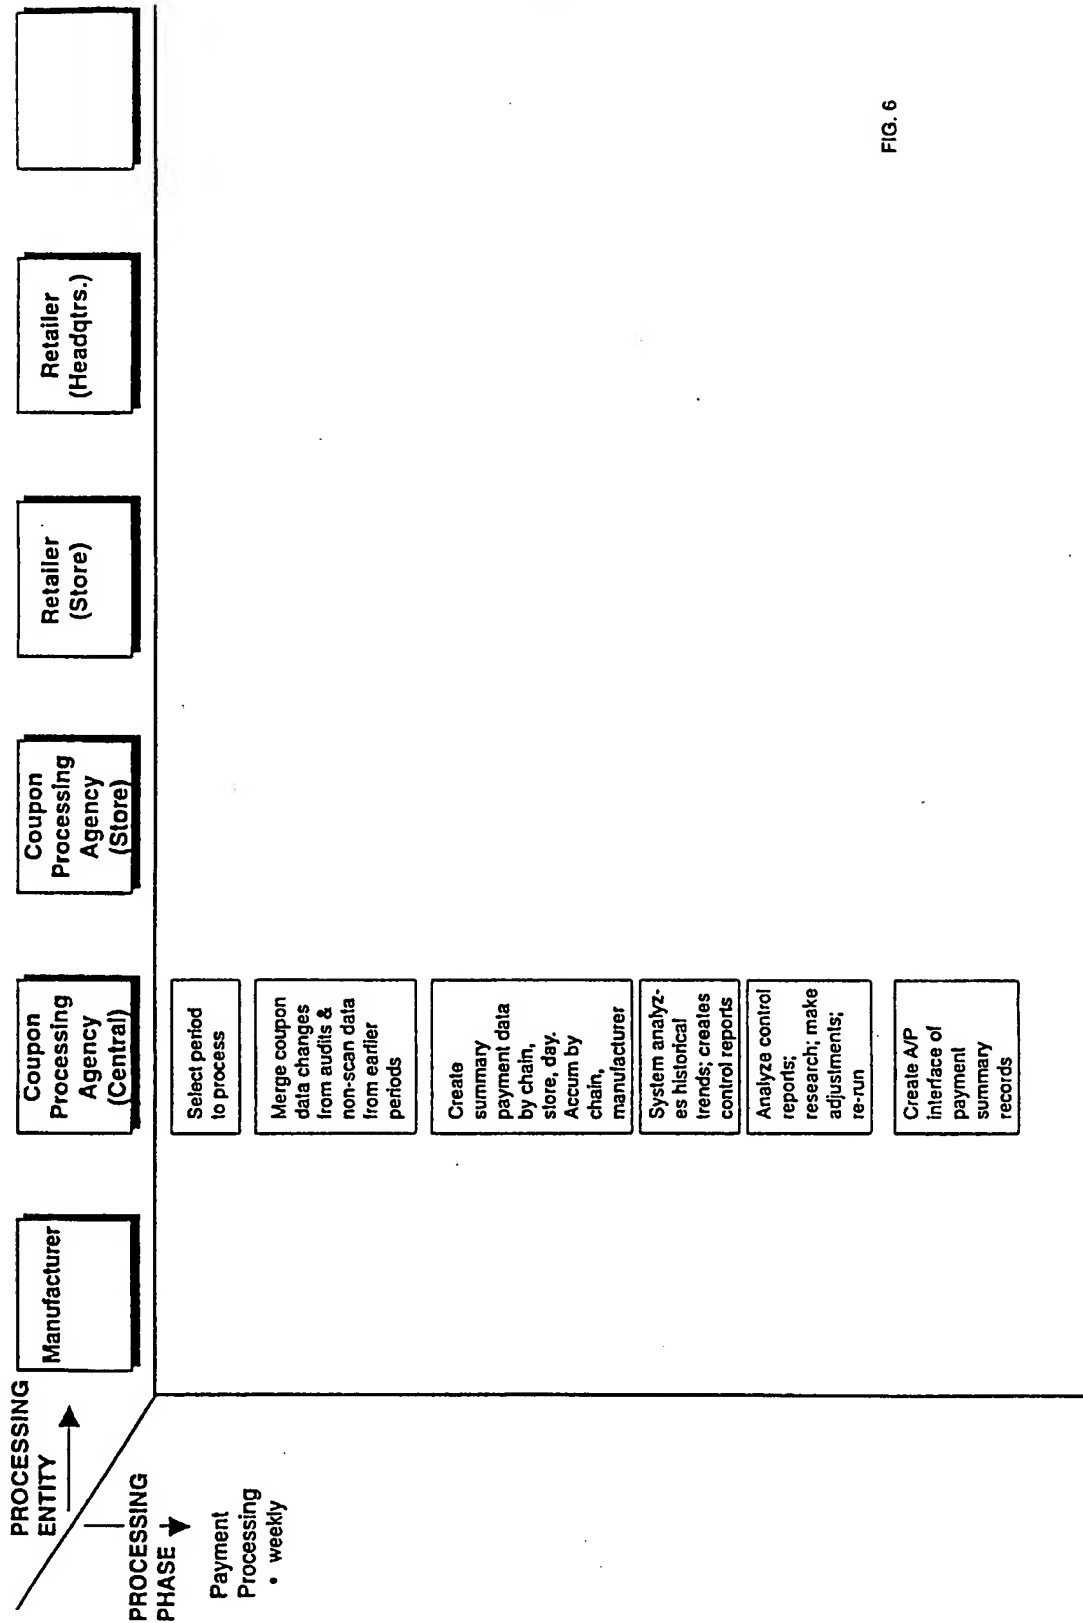 PROCESSING
ENTITY
PROCESSING
PHASE
Manufacturer
Coupon
Processing
Agency
(Central)
Coupon
Processing
Agency
(Store)
Retailer
(Store)
Retailer
(Headqtrs.)
Payment
Processing
• weekly
Select period
to process
Merge coupon
data changes
from audits &
non-scan data
from earlier
periods
Create
summary
payment data
by chain,
store, day.
Accum by
chain,
manufacturer
System analyz-
es historical
trends; creates
control reports
Analyze control
reports;
research; make
adjustments;
re-run
Create A/P
interface of
payment
summary
records
FIG. 6